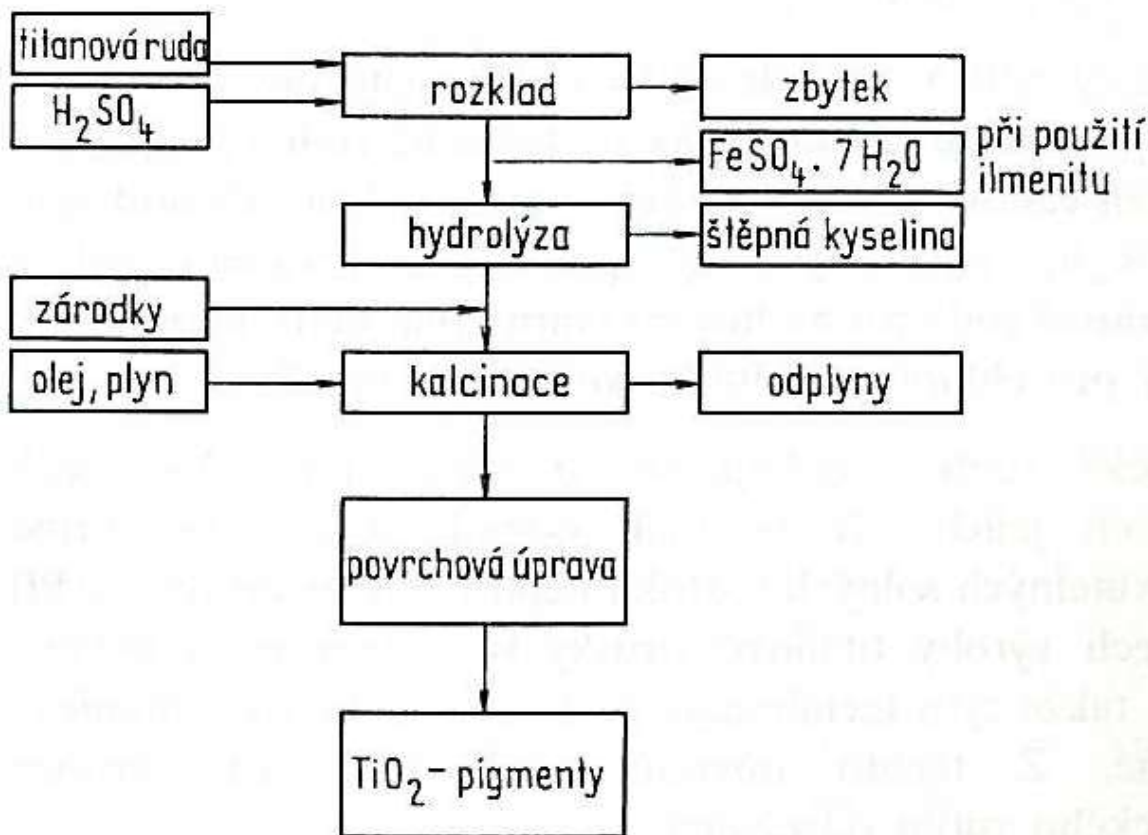 titanová ruda
H₂SO₄
rozklad
zbytek
FeSO₄ . 7 H₂O
při použití
ilmenitu
hydrolýza
štěpná kyselina
zárodky
olej, plyn
kalcinace
odplyny
povrchová úprava
TiO₂ – pigmenty